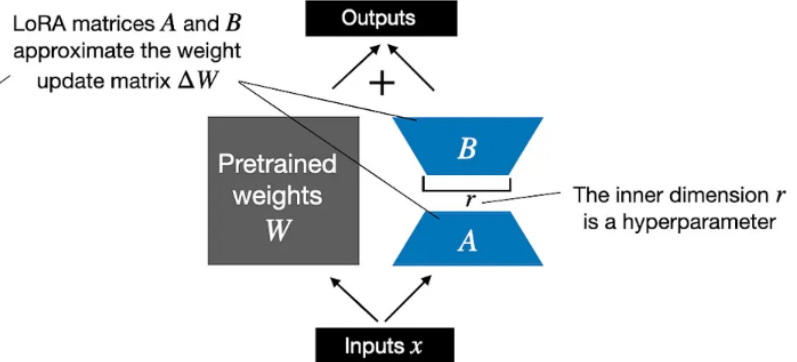 LoRA matrices A and B
approximate the weight
update matrix ΔW
Outputs
+
Pretrained
weights
W
B
r
A
The inner dimension r
is a hyperparameter
Inputs x